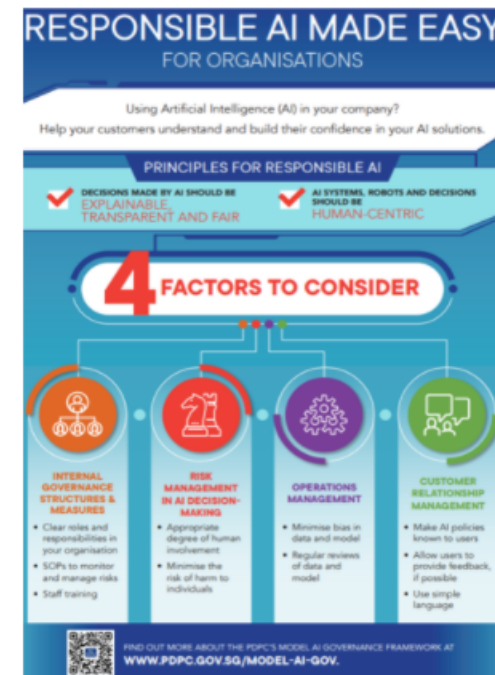 RESPONSIBLE AI MADE EASY
FOR ORGANISATIONS
Using Artificial Intelligence (AI) in your company?
Help your customers understand and build their confidence in your AI solutions.
PRINCIPLES FOR RESPONSIBLE AI
DECISIONS MADE BY AI SHOULD BE
EXPLAINABLE,
TRANSPARENT AND FAIR
AI SYSTEMS, ROBOTS AND DECISIONS
SHOULD BE
HUMAN-CENTRIC
4 FACTORS TO CONSIDER
INTERNAL
GOVERNANCE
STRUCTURES &
MEASURES
• Clear roles and
responsibilities in
your organisation
• SOPs to monitor
and manage risks
• Staff training
RISK
MANAGEMENT
IN AI DECISION-
MAKING
• Appropriate
degree of human
involvement
• Minimise the
risk of harm to
individuals
OPERATIONS
MANAGEMENT
• Minimise bias in
data and model
• Regular reviews
of data and
model
CUSTOMER
RELATIONSHIP
MANAGEMENT
• Make AI policies
known to users
• Allow users to
provide feedback,
if possible
• Use simple
language
FIND OUT MORE ABOUT THE PDPC'S MODEL AI GOVERNANCE FRAMEWORK AT
WWW.PDPC.GOV.SG/MODEL-AI-GOV.